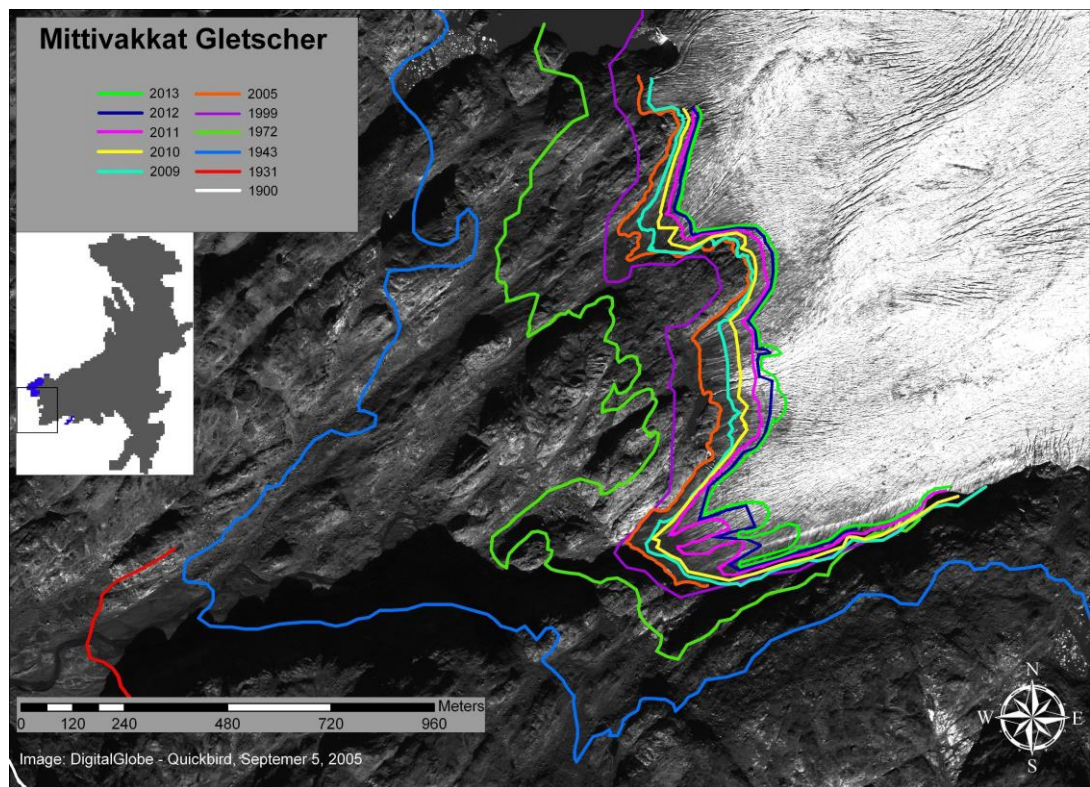 Mittivakkat Gletscher
2013 2005
2012 1999
2011 1972
2010 1943
2009 1931
1900
Meters
0 120 240 480 720 960
Image: DigitalGlobe - Quickbird, Septemer 5, 2005
N
W E
S